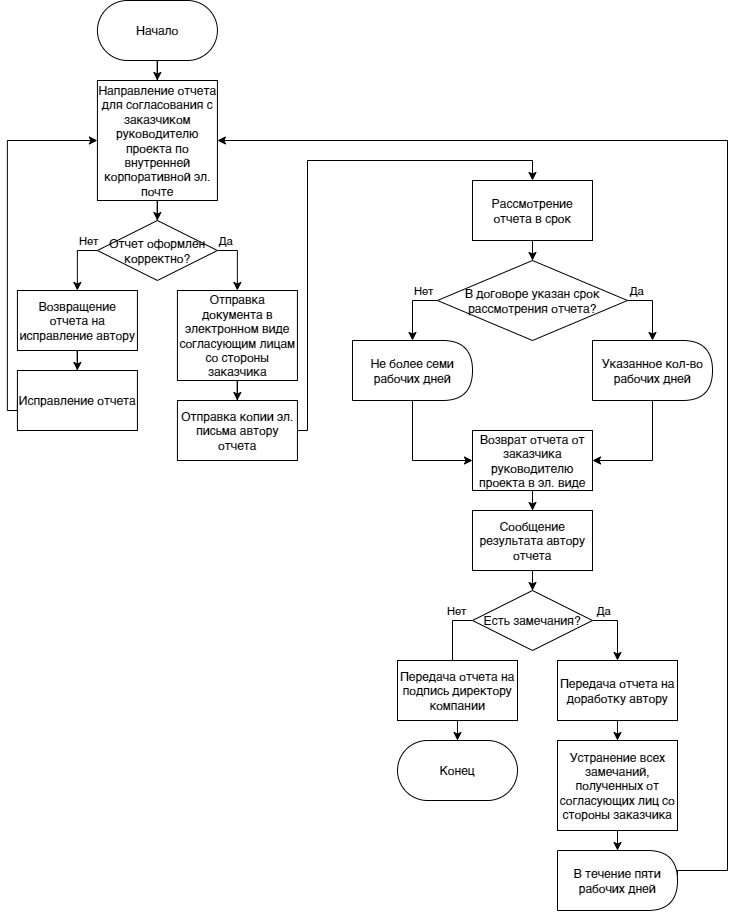 Начало
Направление отчета
для согласования с
заказчиком
руководителю
проекта по
внутренней
корпоративной эл.
почте
Нет
Отчет оформлен
корректно?
Да
Возвращение
отчета на
исправление автору
Исправление отчета
Отправка
документа в
электронном виде
согласующим лицам
со стороны
заказчика
Отправка копии эл.
письма автору
отчета
Рассмотрение
отчета в срок
Нет
В договоре указан срок
рассмотрения отчета?
Да
Не более семи
рабочих дней
Указанное кол-во
рабочих дней
Возврат отчета от
заказчика
руководителю
проекта в эл. виде
Сообщение
результата автору
отчета
Нет
Есть замечания?
Да
Передача отчета на
подпись директору
компании
Конец
Передача отчета на
доработку автору
Устранение всех
замечаний,
полученных от
согласующих лиц со
стороны заказчика
В течение пяти
рабочих дней